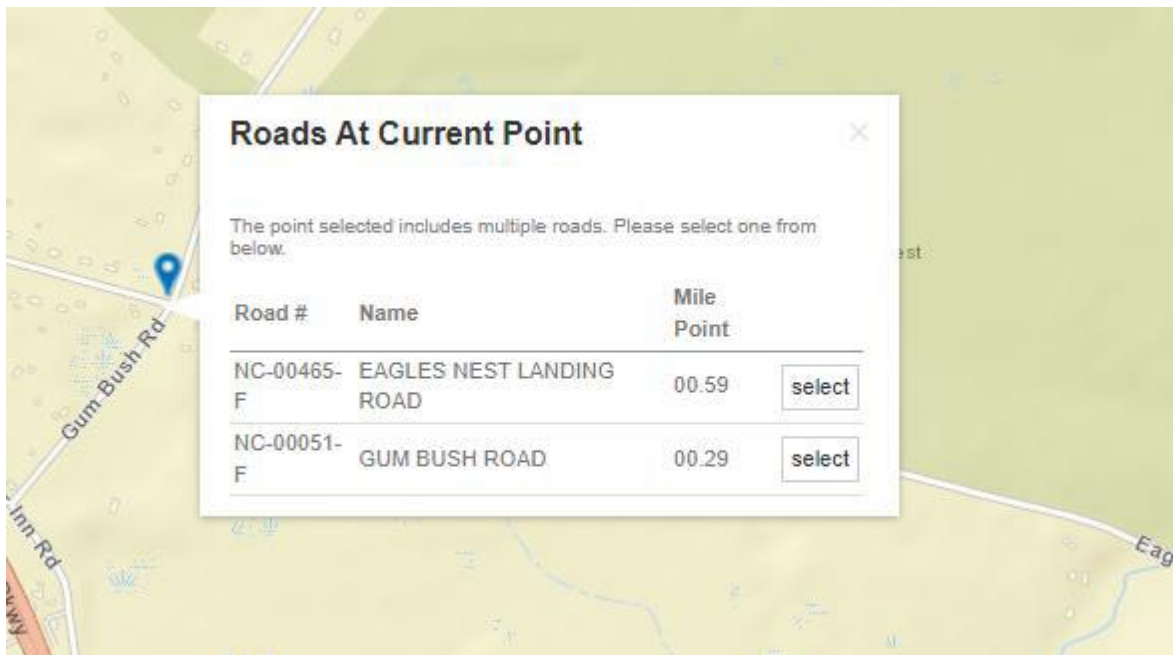 Roads At Current Point
×
The point selected includes multiple roads. Please select one from
below.
Road # Name Mile
Point
NC-00465-
F EAGLES NEST LANDING
ROAD 00.59 select
NC-00051-
F GUM BUSH ROAD 00.29 select
est
Gum Bush Rd
Inn Rd
Pkwy
Eag